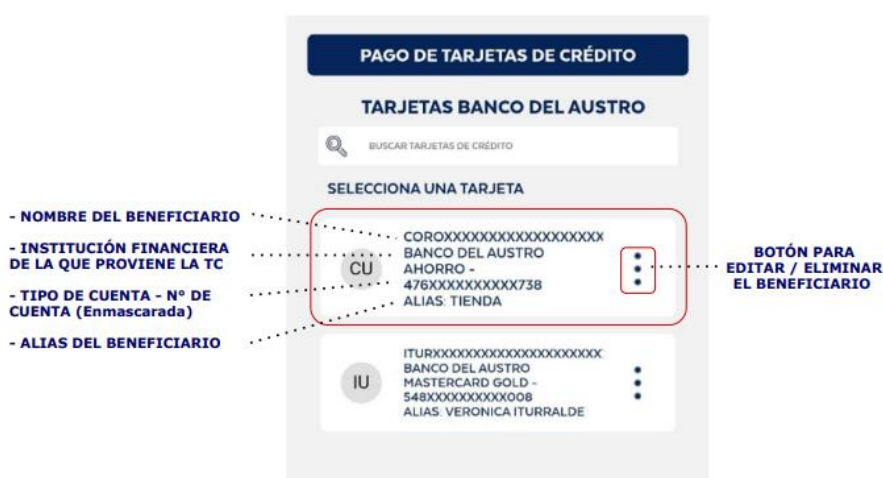 PAGO DE TARJETAS DE CRÉDITO
TARJETAS BANCO DEL AUSTRO
BUSCAR TARJETAS DE CRÉDITO
SELECCIONA UNA TARJETA
- NOMBRE DEL BENEFICIARIO
- INSTITUCIÓN FINANCIERA
DE LA QUE PROVIENE LA TC
- TIPO DE CUENTA - Nº DE
CUENTA (Enmascarada)
- ALIAS DEL BENEFICIARIO
CU
COROXXXXXXXXXXXXXXXXXXX
BANCO DEL AUSTRO
AHORRO -
476XXXXXXXXXX738
ALIAS: TIENDA
BOTÓN PARA
EDITAR / ELIMINAR
EL BENEFICIARIO
IU
ITURXXXXXXXXXXXXXXXXXXXXXX
BANCO DEL AUSTRO
MASTERCARD GOLD -
548XXXXXXXXXX008
ALIAS: VERONICA ITURRALDE